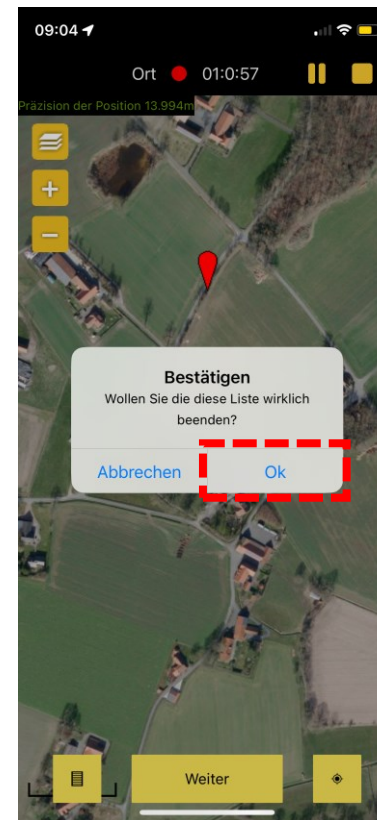 09:04
Ort 01:0:57
Präzision der Position 13.994m
+
−
Bestätigen
Wollen Sie die diese Liste wirklich
beenden?
Abbrechen Ok
Weiter